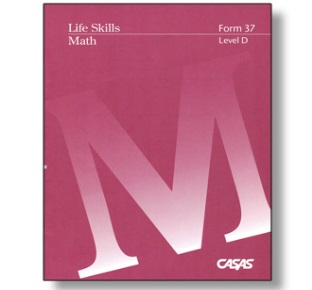 Life Skills
Math
Form 37
Level D
M
CASAS